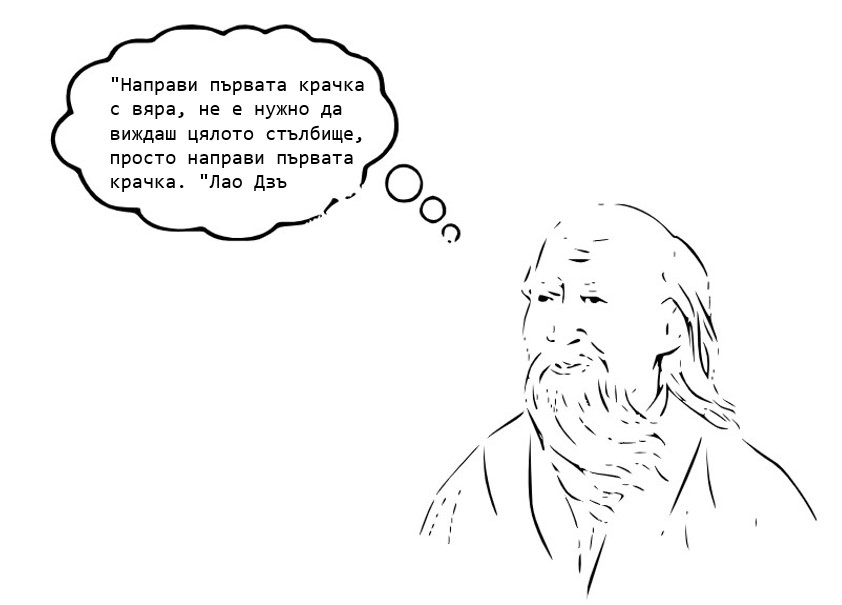 "Направи първата крачка
с вяра, не е нужно да
виждаш цялото стълбище,
просто направи първата
крачка. "Лао Дзъ